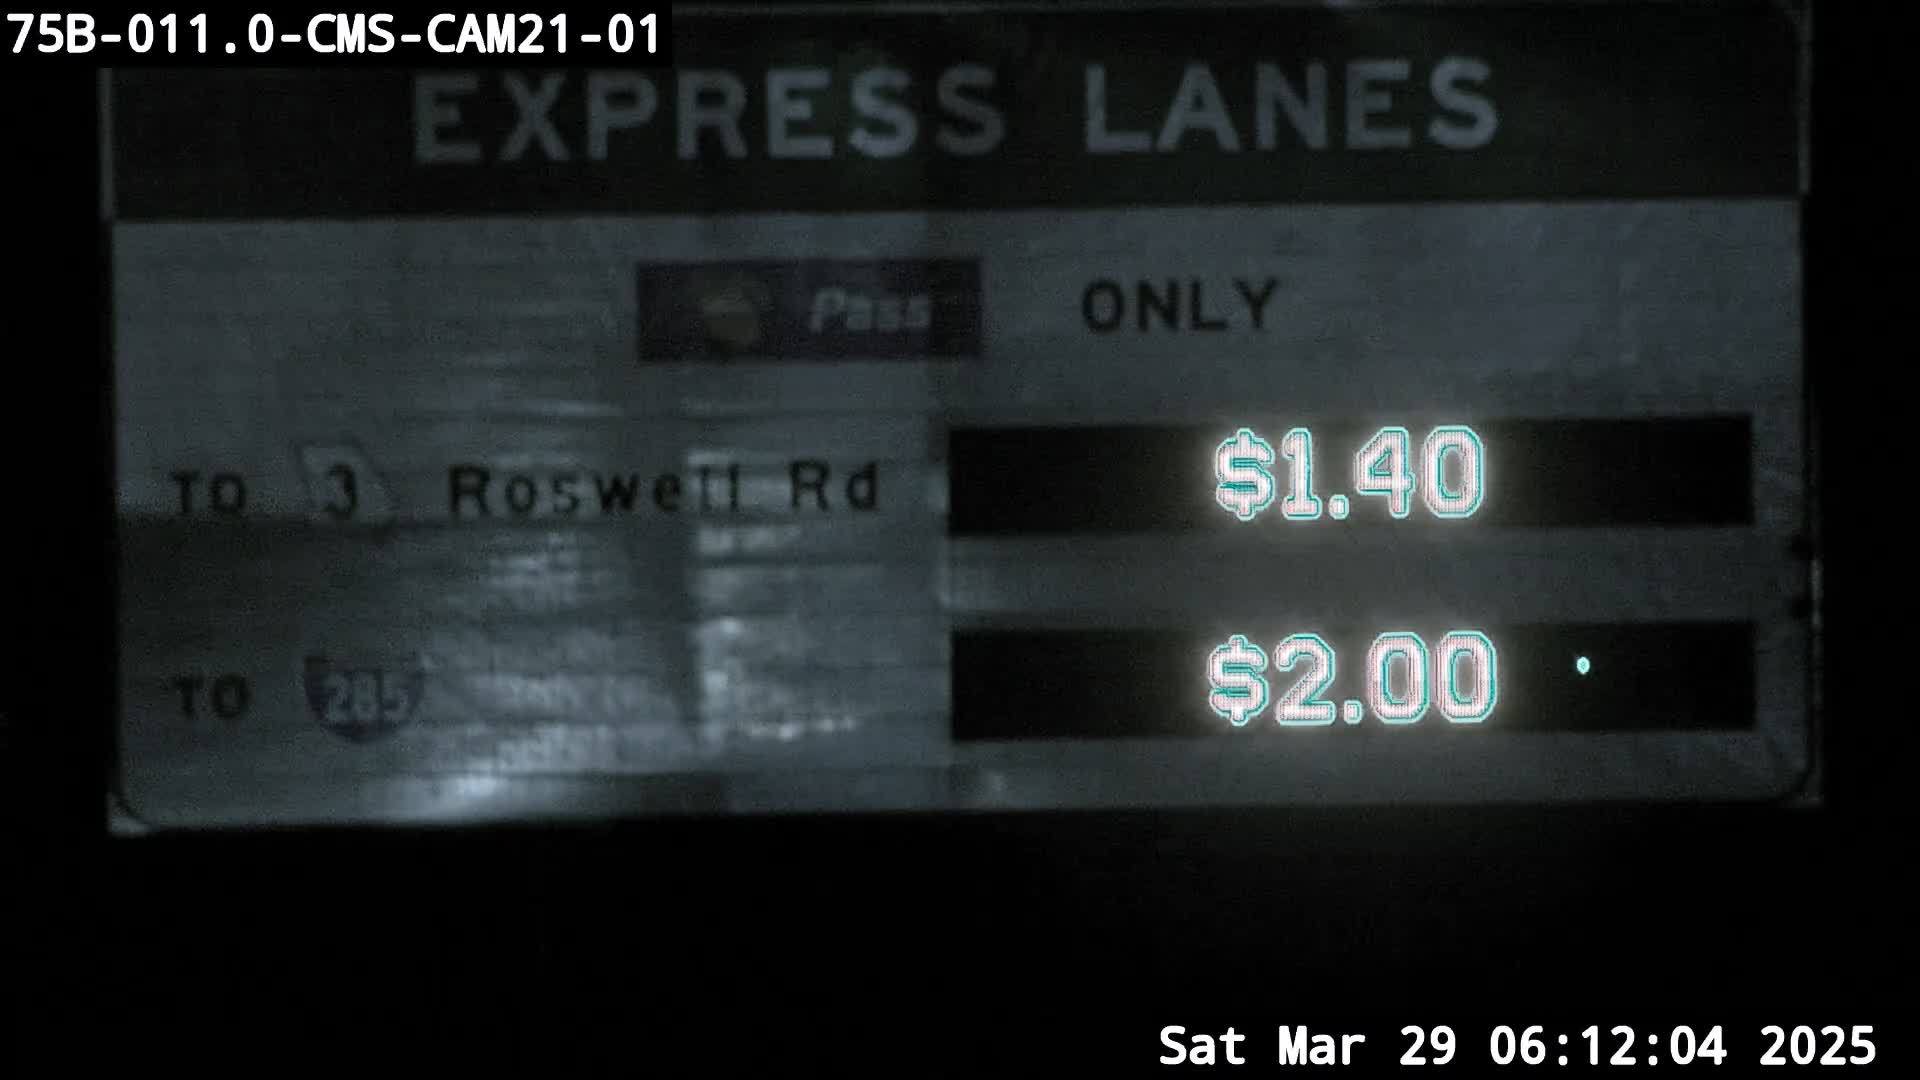 75B-011.0-CMS-CAM21-01
EXPRESS LANES
Pass ONLY
TO 3 Roswell Rd $1.40
TO 285 $2.00
Sat Mar 29 06:12:04 2025